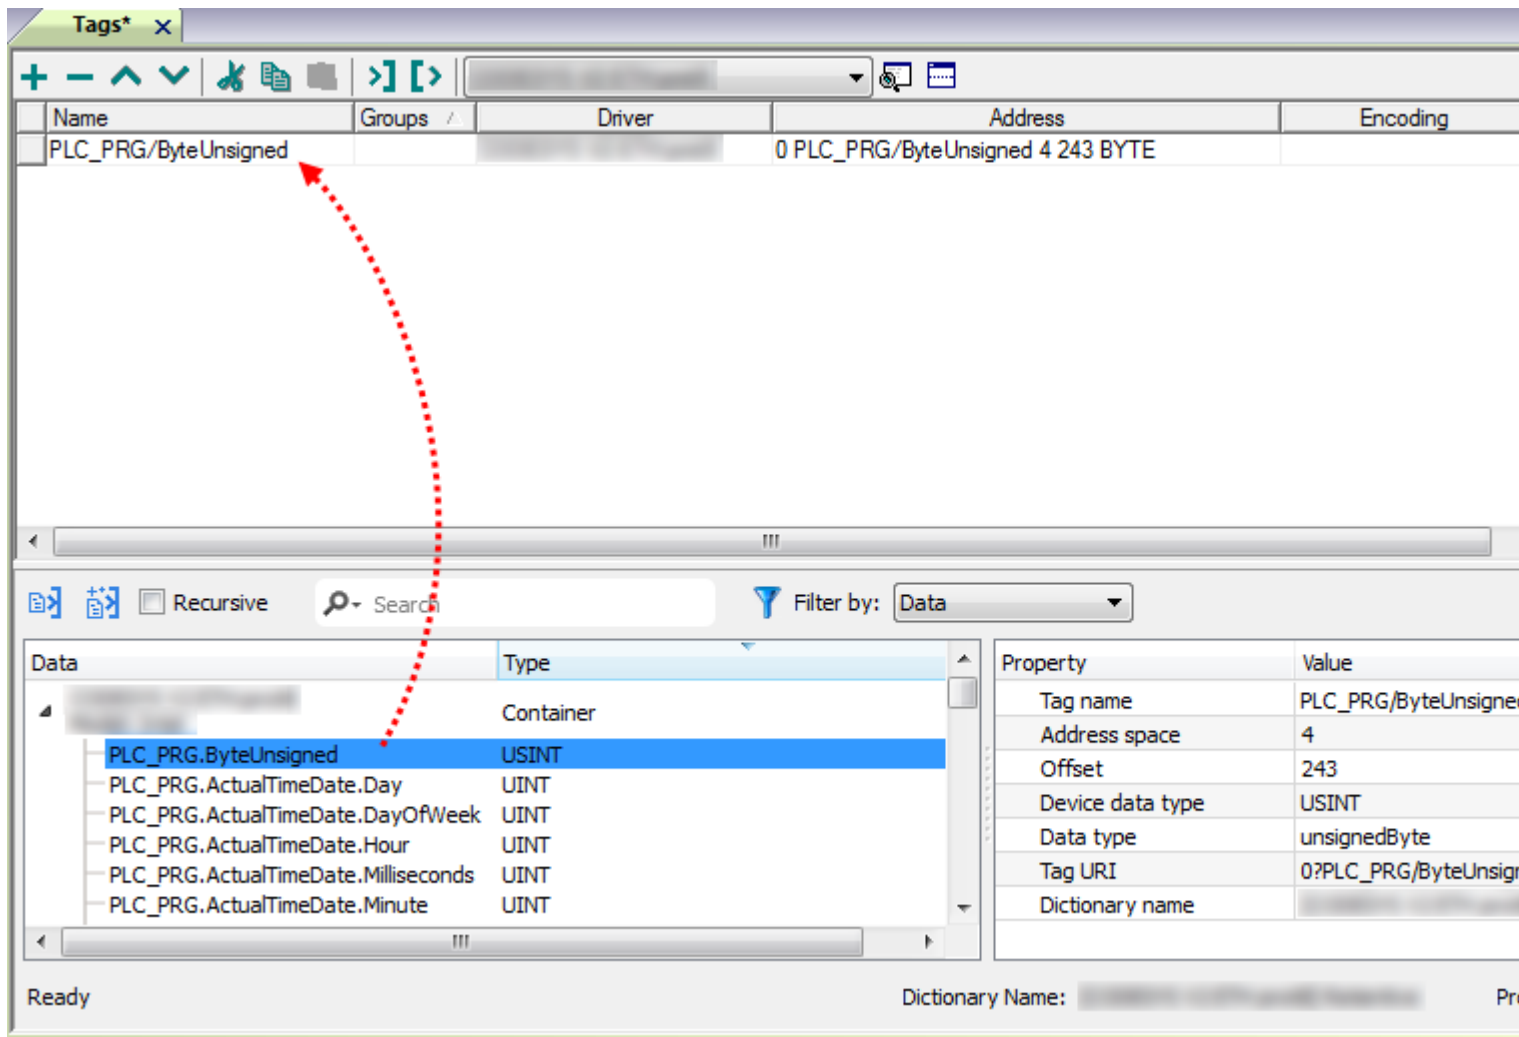 Tags*
Name Groups Driver Address Encoding
PLC_PRG/ByteUnsigned 0 PLC_PRG/ByteUnsigned 4 243 BYTE
Recursive Search Filter by: Data
Data Type Property Value
Container Tag name PLC_PRG/ByteUnsigned
Address space 4
PLC_PRG.ByteUnsigned USINT
Offset 243
PLC_PRG.ActualTimeDate.Day UINT
Device data type USINT
PLC_PRG.ActualTimeDate.DayOfWeek UINT
Data type unsignedByte
PLC_PRG.ActualTimeDate.Hour UINT
Tag URI 0?PLC_PRG/ByteUnsign
PLC_PRG.ActualTimeDate.Milliseconds UINT
Dictionary name
PLC_PRG.ActualTimeDate.Minute UINT
Ready Dictionary Name: Pr